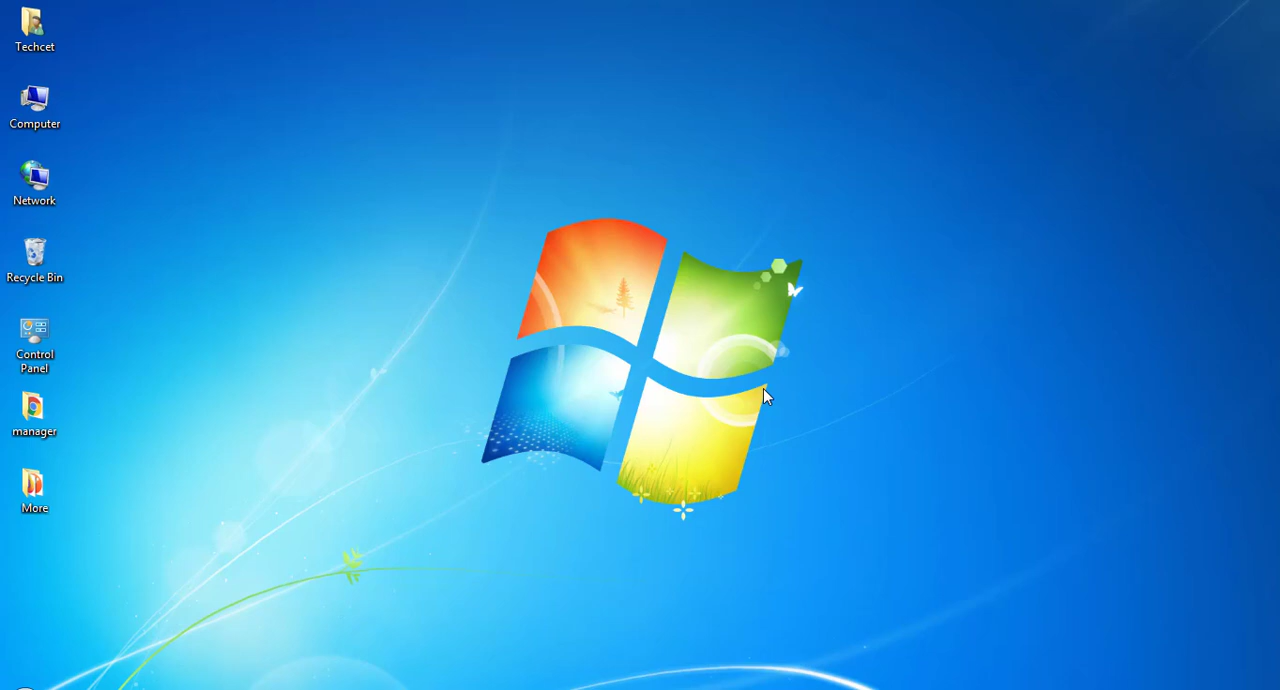 Techcet
Computer
Network
Recycle Bin
Control
Panel
manager
More